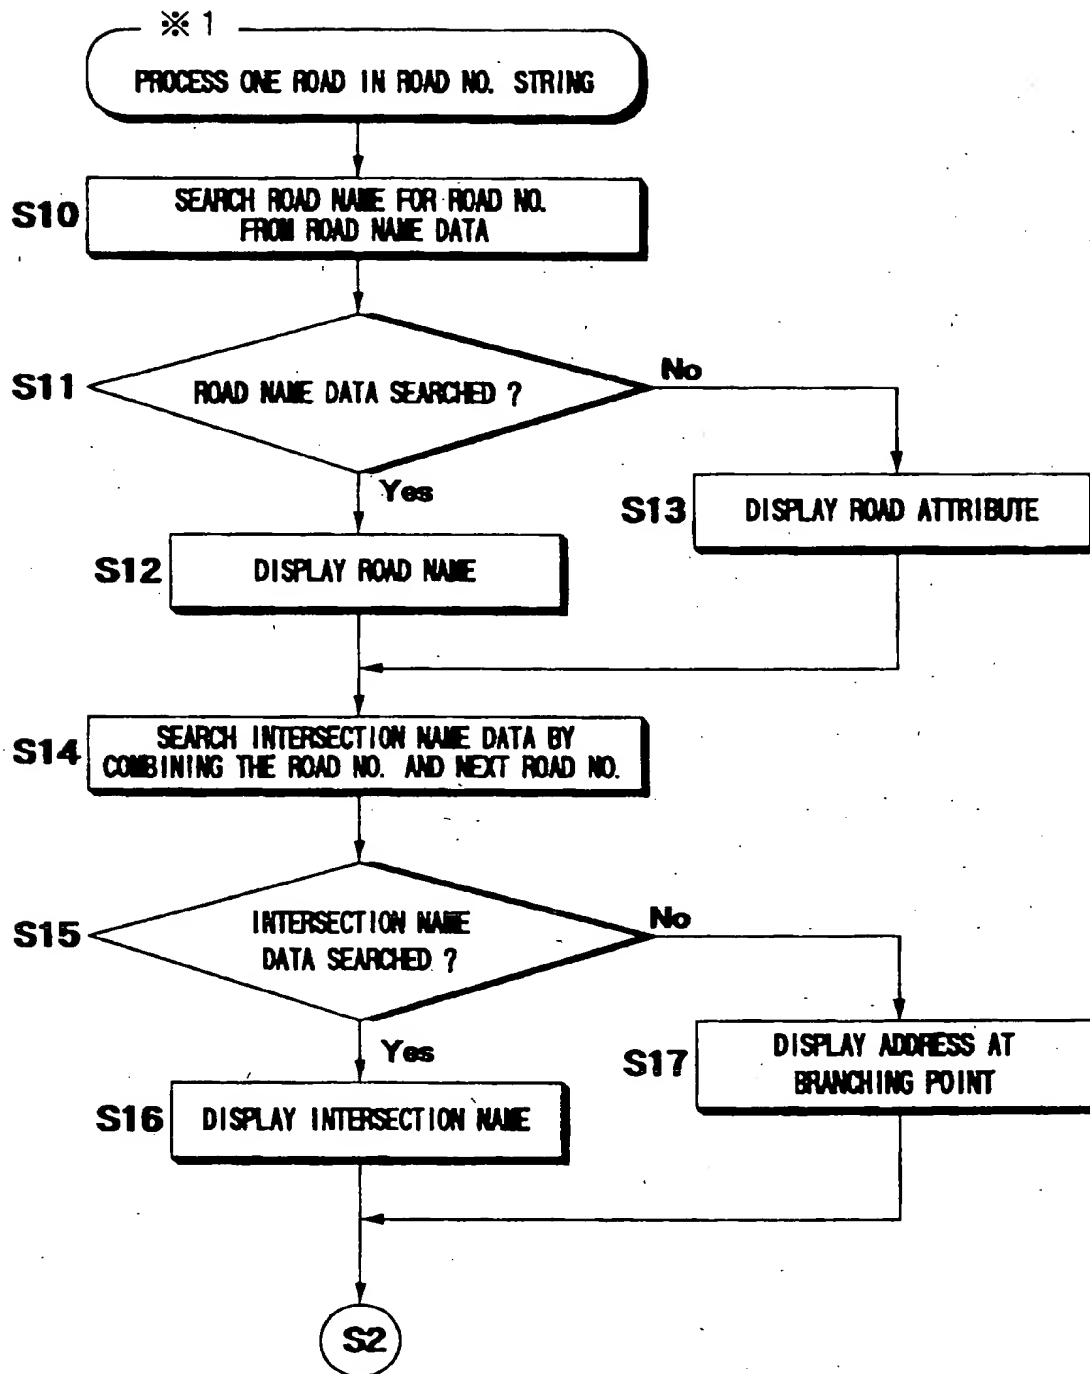 ※1
PROCESS ONE ROAD IN ROAD NO. STRING
S10
SEARCH ROAD NAME FOR ROAD NO.
FROM ROAD NAME DATA
S11
ROAD NAME DATA SEARCHED ?
No
Yes
S13
DISPLAY ROAD ATTRIBUTE
S12
DISPLAY ROAD NAME
S14
SEARCH INTERSECTION NAME DATA BY
COMBINING THE ROAD NO. AND NEXT ROAD NO.
S15
INTERSECTION NAME
DATA SEARCHED ?
No
Yes
S17
DISPLAY ADDRESS AT
BRANCHING POINT
S16
DISPLAY INTERSECTION NAME
S2